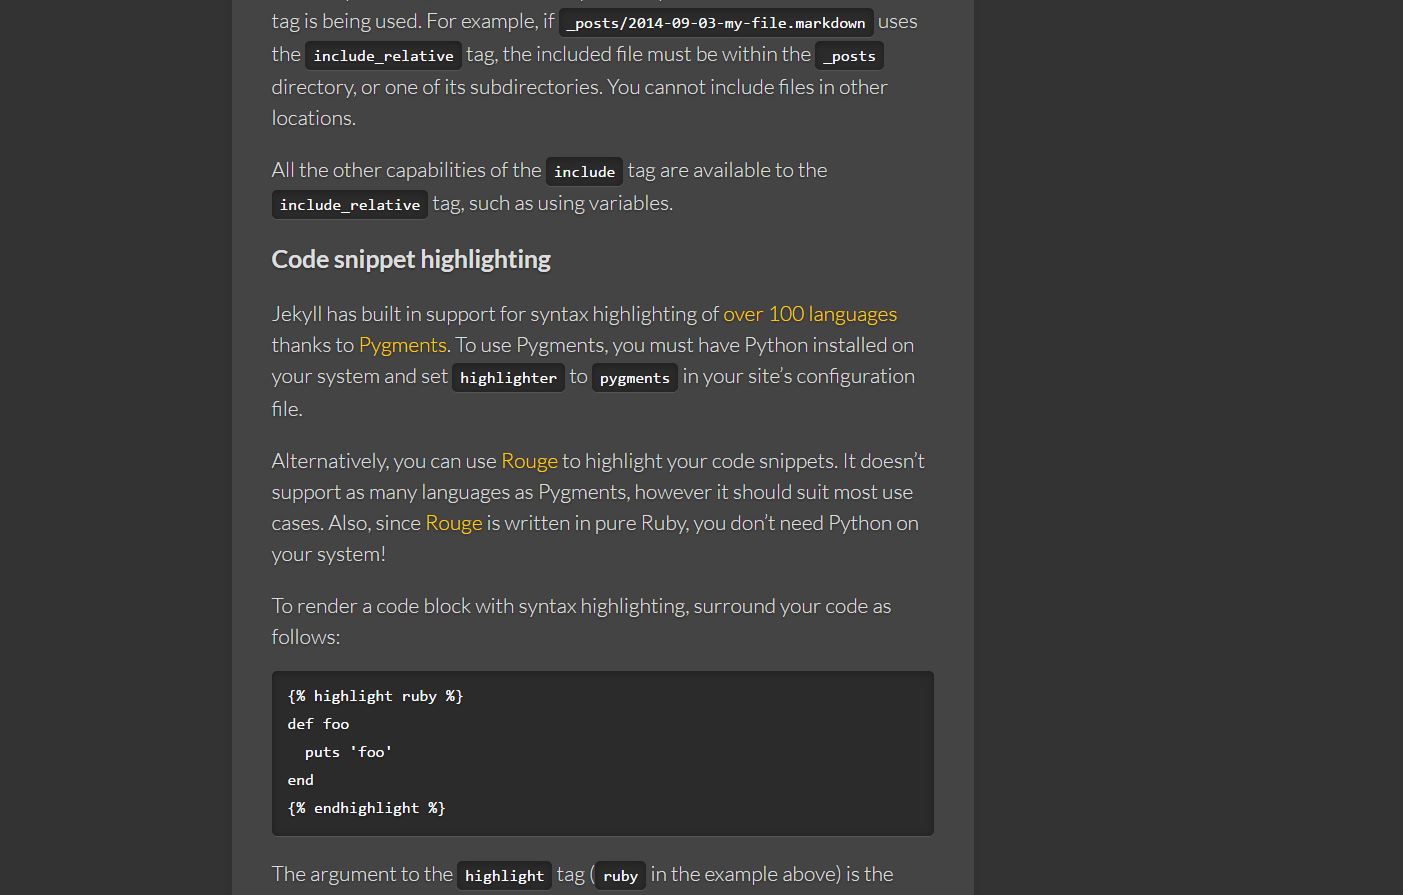 tag is being used. For example, if _posts/2014-09-03-my-file.markdown uses
the include_relative tag, the included file must be within the _posts
directory, or one of its subdirectories. You cannot include files in other
locations.
All the other capabilities of the include tag are available to the
include_relative tag, such as using variables.
Code snippet highlighting
Jekyll has built in support for syntax highlighting of over 100 languages
thanks to Pygments. To use Pygments, you must have Python installed on
your system and set highlighter to pygments in your site’s configuration
file.
Alternatively, you can use Rouge to highlight your code snippets. It doesn’t
support as many languages as Pygments, however it should suit most use
cases. Also, since Rouge is written in pure Ruby, you don’t need Python on
your system!
To render a code block with syntax highlighting, surround your code as
follows:
{% highlight ruby %}
def foo
  puts 'foo'
end
{% endhighlight %}
The argument to the highlight tag (ruby in the example above) is the